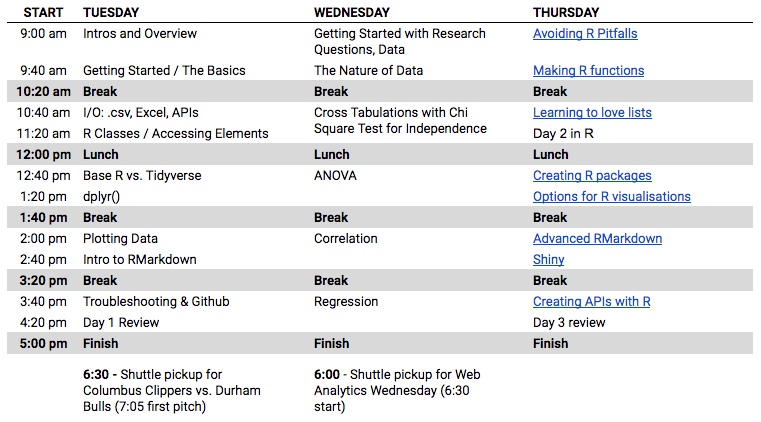 START TUESDAY WEDNESDAY THURSDAY
9:00 am Intros and Overview Getting Started with Research Avoiding R Pitfalls
Questions, Data
9:40 am Getting Started / The Basics The Nature of Data Making R functions
10:20 am Break Break Break
10:40 am I/O: .csv, Excel, APIs Cross Tabulations with Chi Learning to love lists
Square Test for Independence
11:20 am R Classes / Accessing Elements Day 2 in R
12:00 pm Lunch Lunch Lunch
12:40 pm Base R vs. Tidyverse ANOVA Creating R packages
1:20 pm dplyr() Options for R visualisations
1:40 pm Break Break Break
2:00 pm Plotting Data Correlation Advanced RMarkdown
2:40 pm Intro to RMarkdown Shiny
3:20 pm Break Break Break
3:40 pm Troubleshooting & Github Regression Creating APIs with R
4:20 pm Day 1 Review Day 3 review
5:00 pm Finish Finish Finish
6:30 - Shuttle pickup for 6:00 - Shuttle pickup for Web
Columbus Clippers vs. Durham Analytics Wednesday (6:30
Bulls (7:05 first pitch) start)